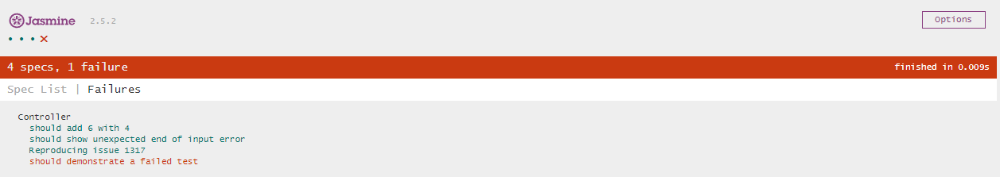 Jasmine 2.5.2 Options
• • • ×
4 specs, 1 failure finished in 0.009s
Spec List | Failures
Controller
should add 6 with 4
should show unexpected end of input error
Reproducing issue 1317
should demonstrate a failed test